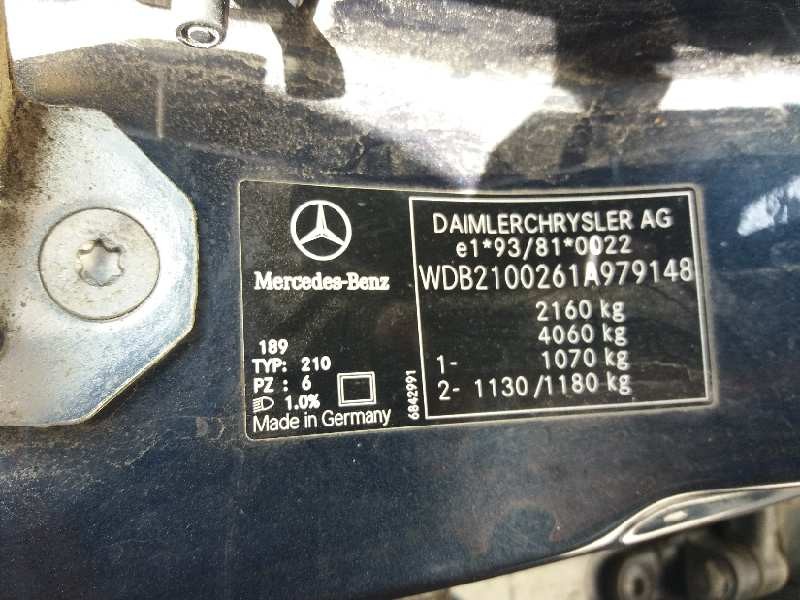 Mercedes-Benz
189
TYP: 210
PZ : 6
1.0%
Made in Germany
6842991
DAIMLERCHRYSLER AG
e1*93/81*0022
WDB2100261A979148
2160 kg
4060 kg
1- 1070 kg
2- 1130/1180 kg